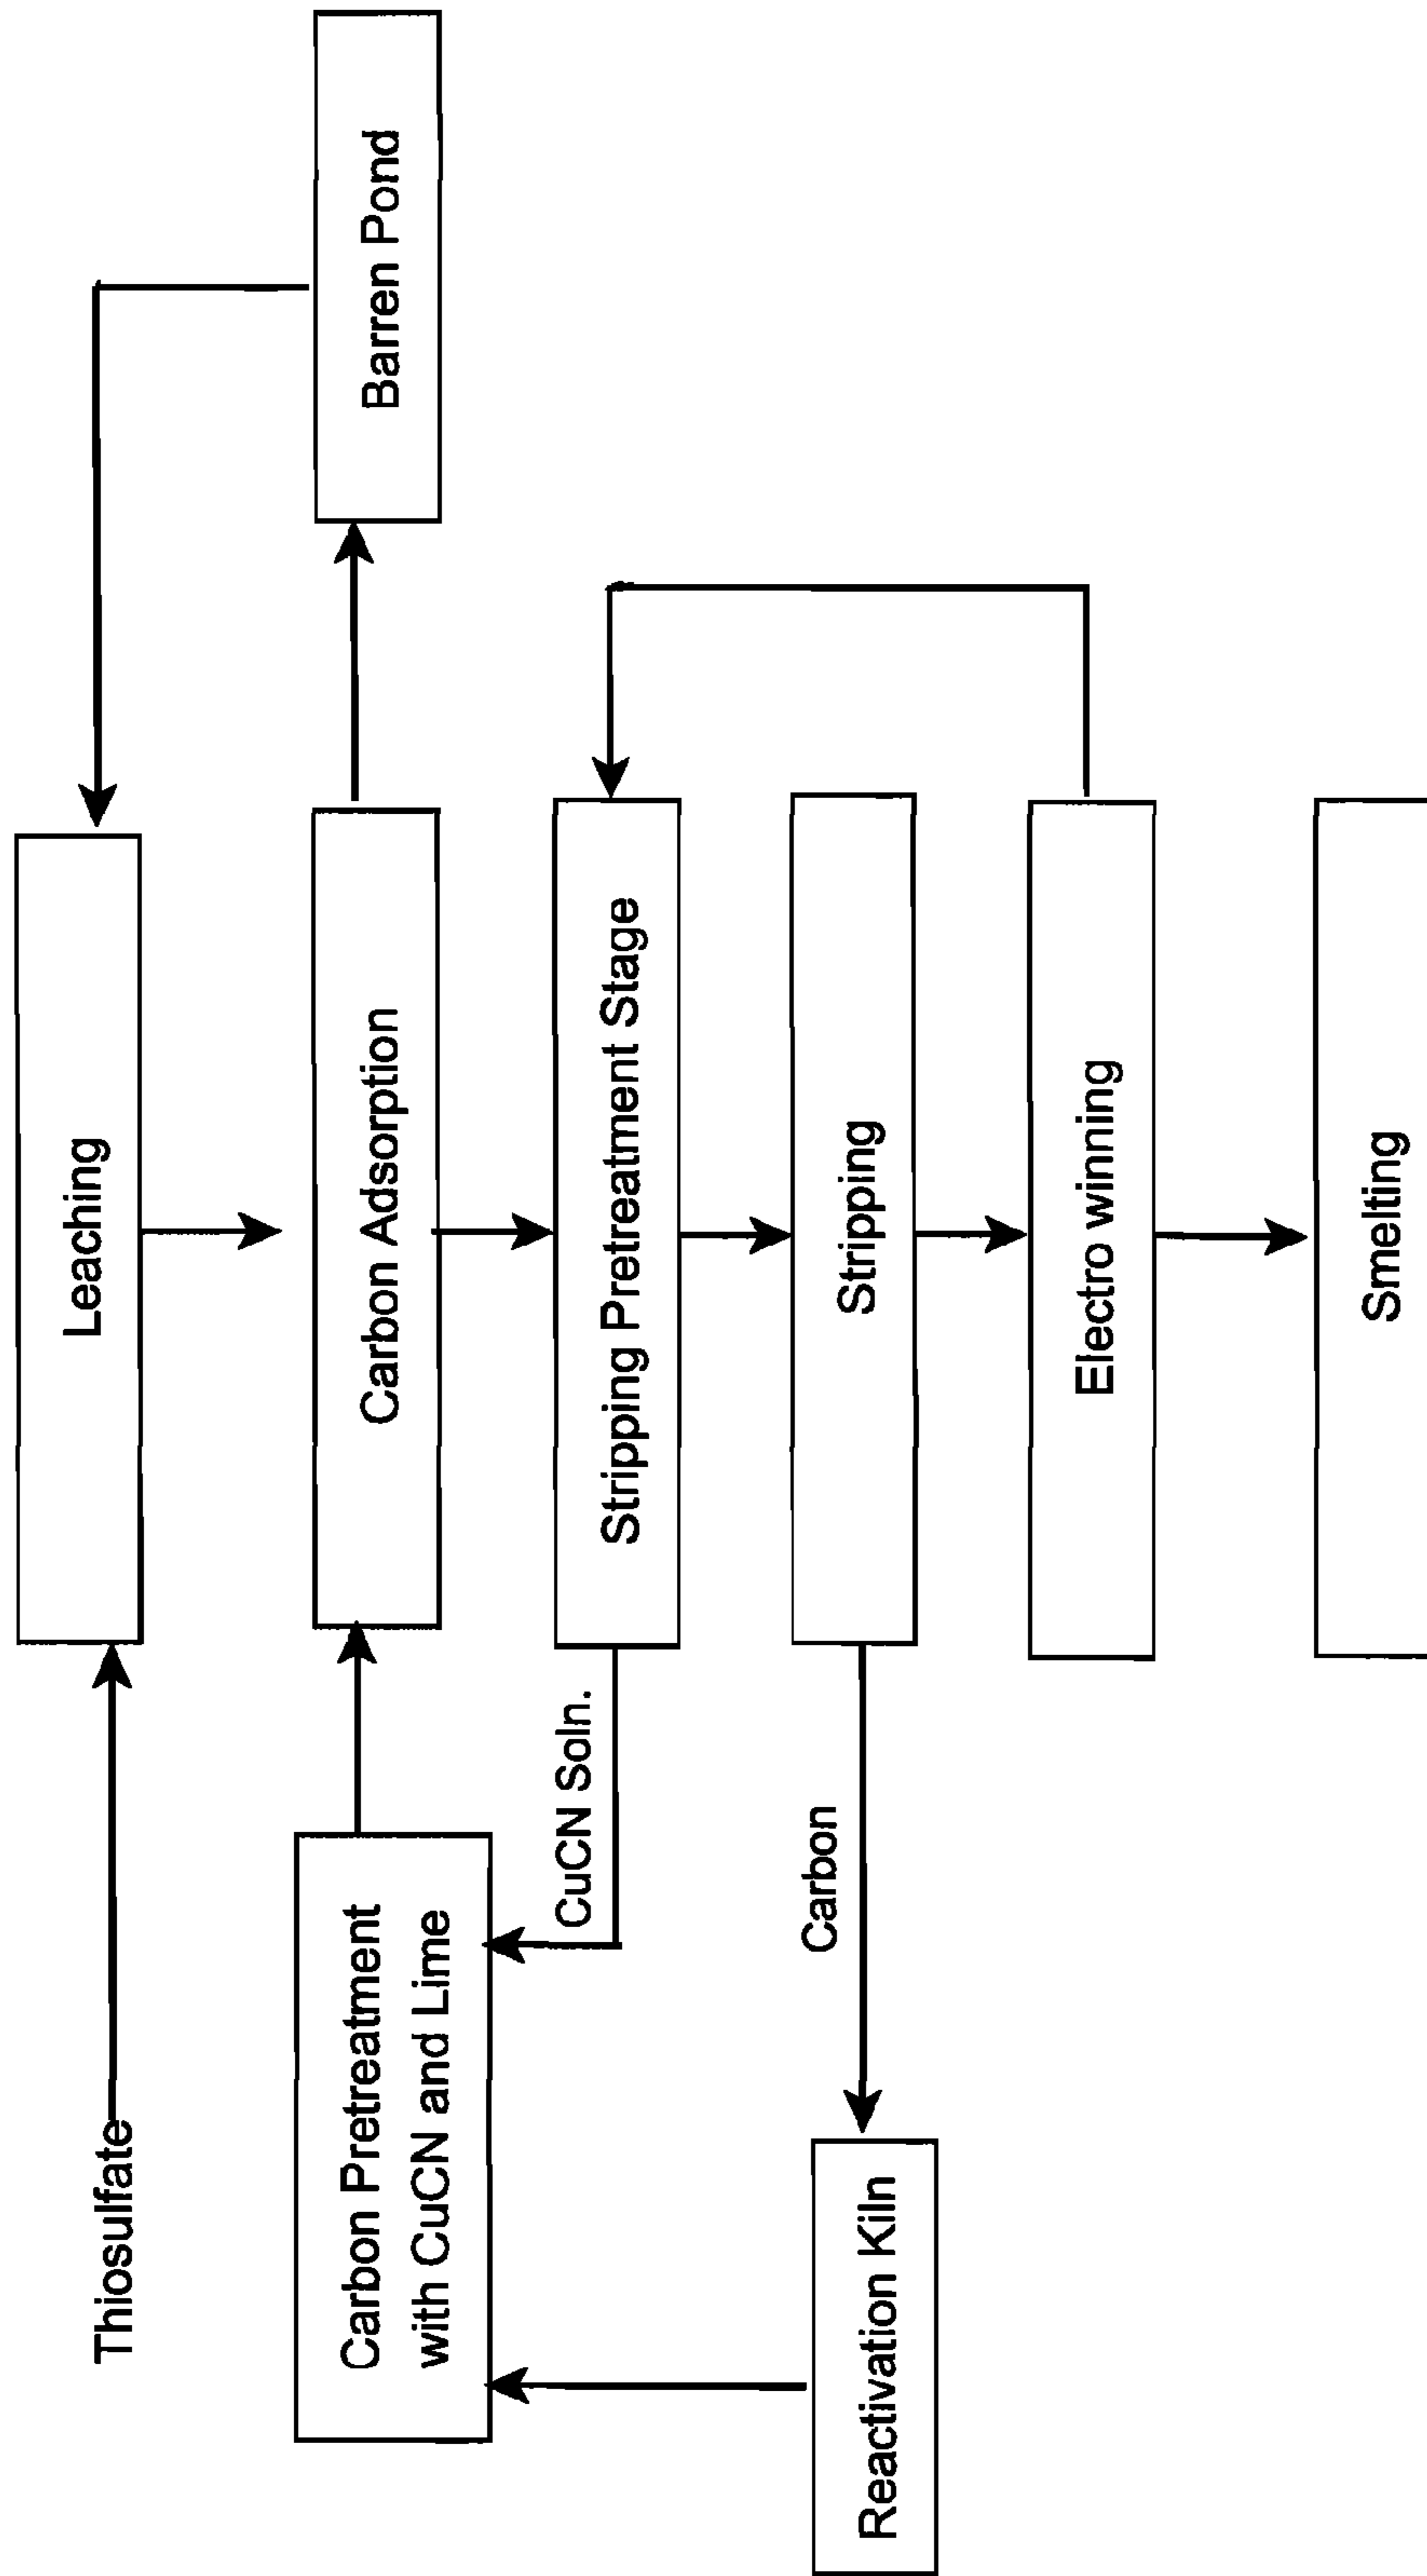 Thiosulfate
Leaching
Carbon Pretreatment
with CuCN and Lime
Carbon Adsorption
Barren Pond
CuCN Soln.
Stripping Pretreatment Stage
Carbon
Stripping
Reactivation Kiln
Electro winning
Smelting